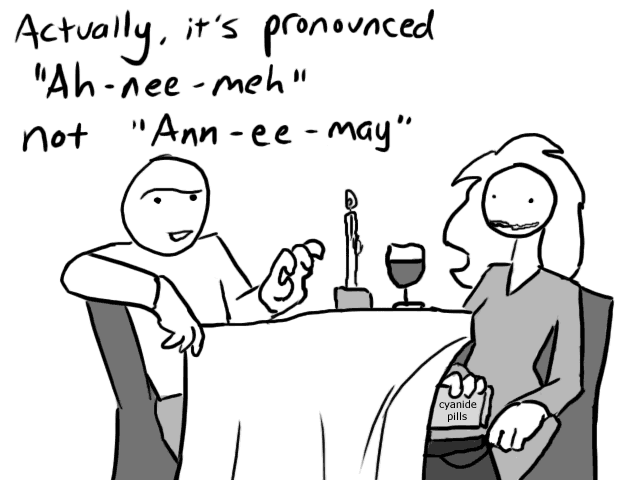 Actually, it's pronounced
"Ah-nee-meh"
not "Ann-ee-may"
cyanide
pills